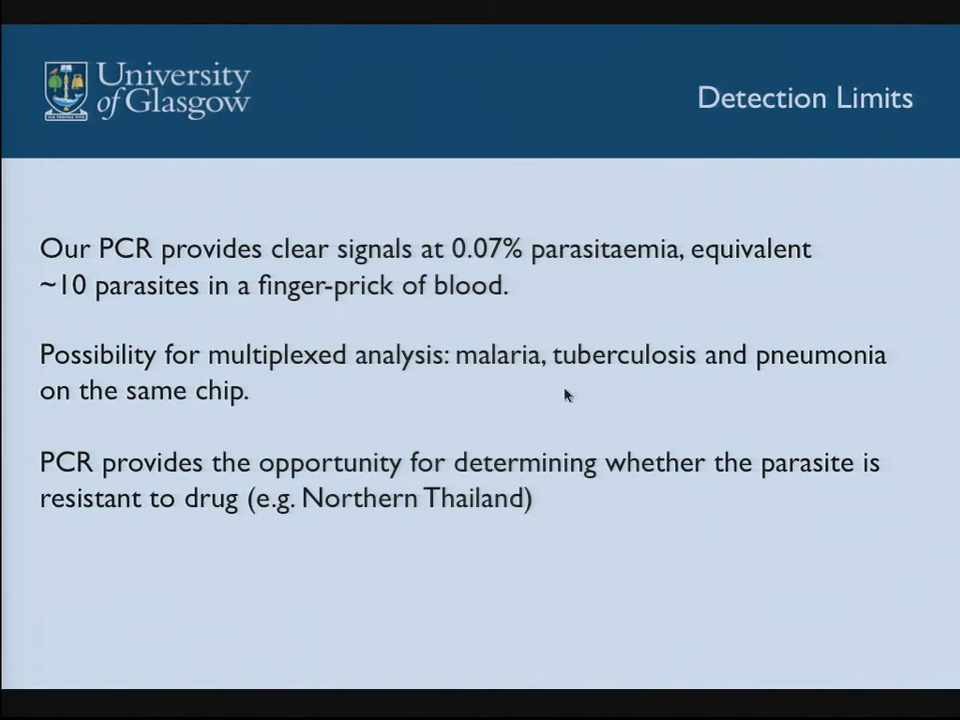 University
of Glasgow
Detection Limits
Our PCR provides clear signals at 0.07% parasitaemia, equivalent
~10 parasites in a finger-prick of blood.
Possibility for multiplexed analysis: malaria, tuberculosis and pneumonia
on the same chip.
PCR provides the opportunity for determining whether the parasite is
resistant to drug (e.g. Northern Thailand)